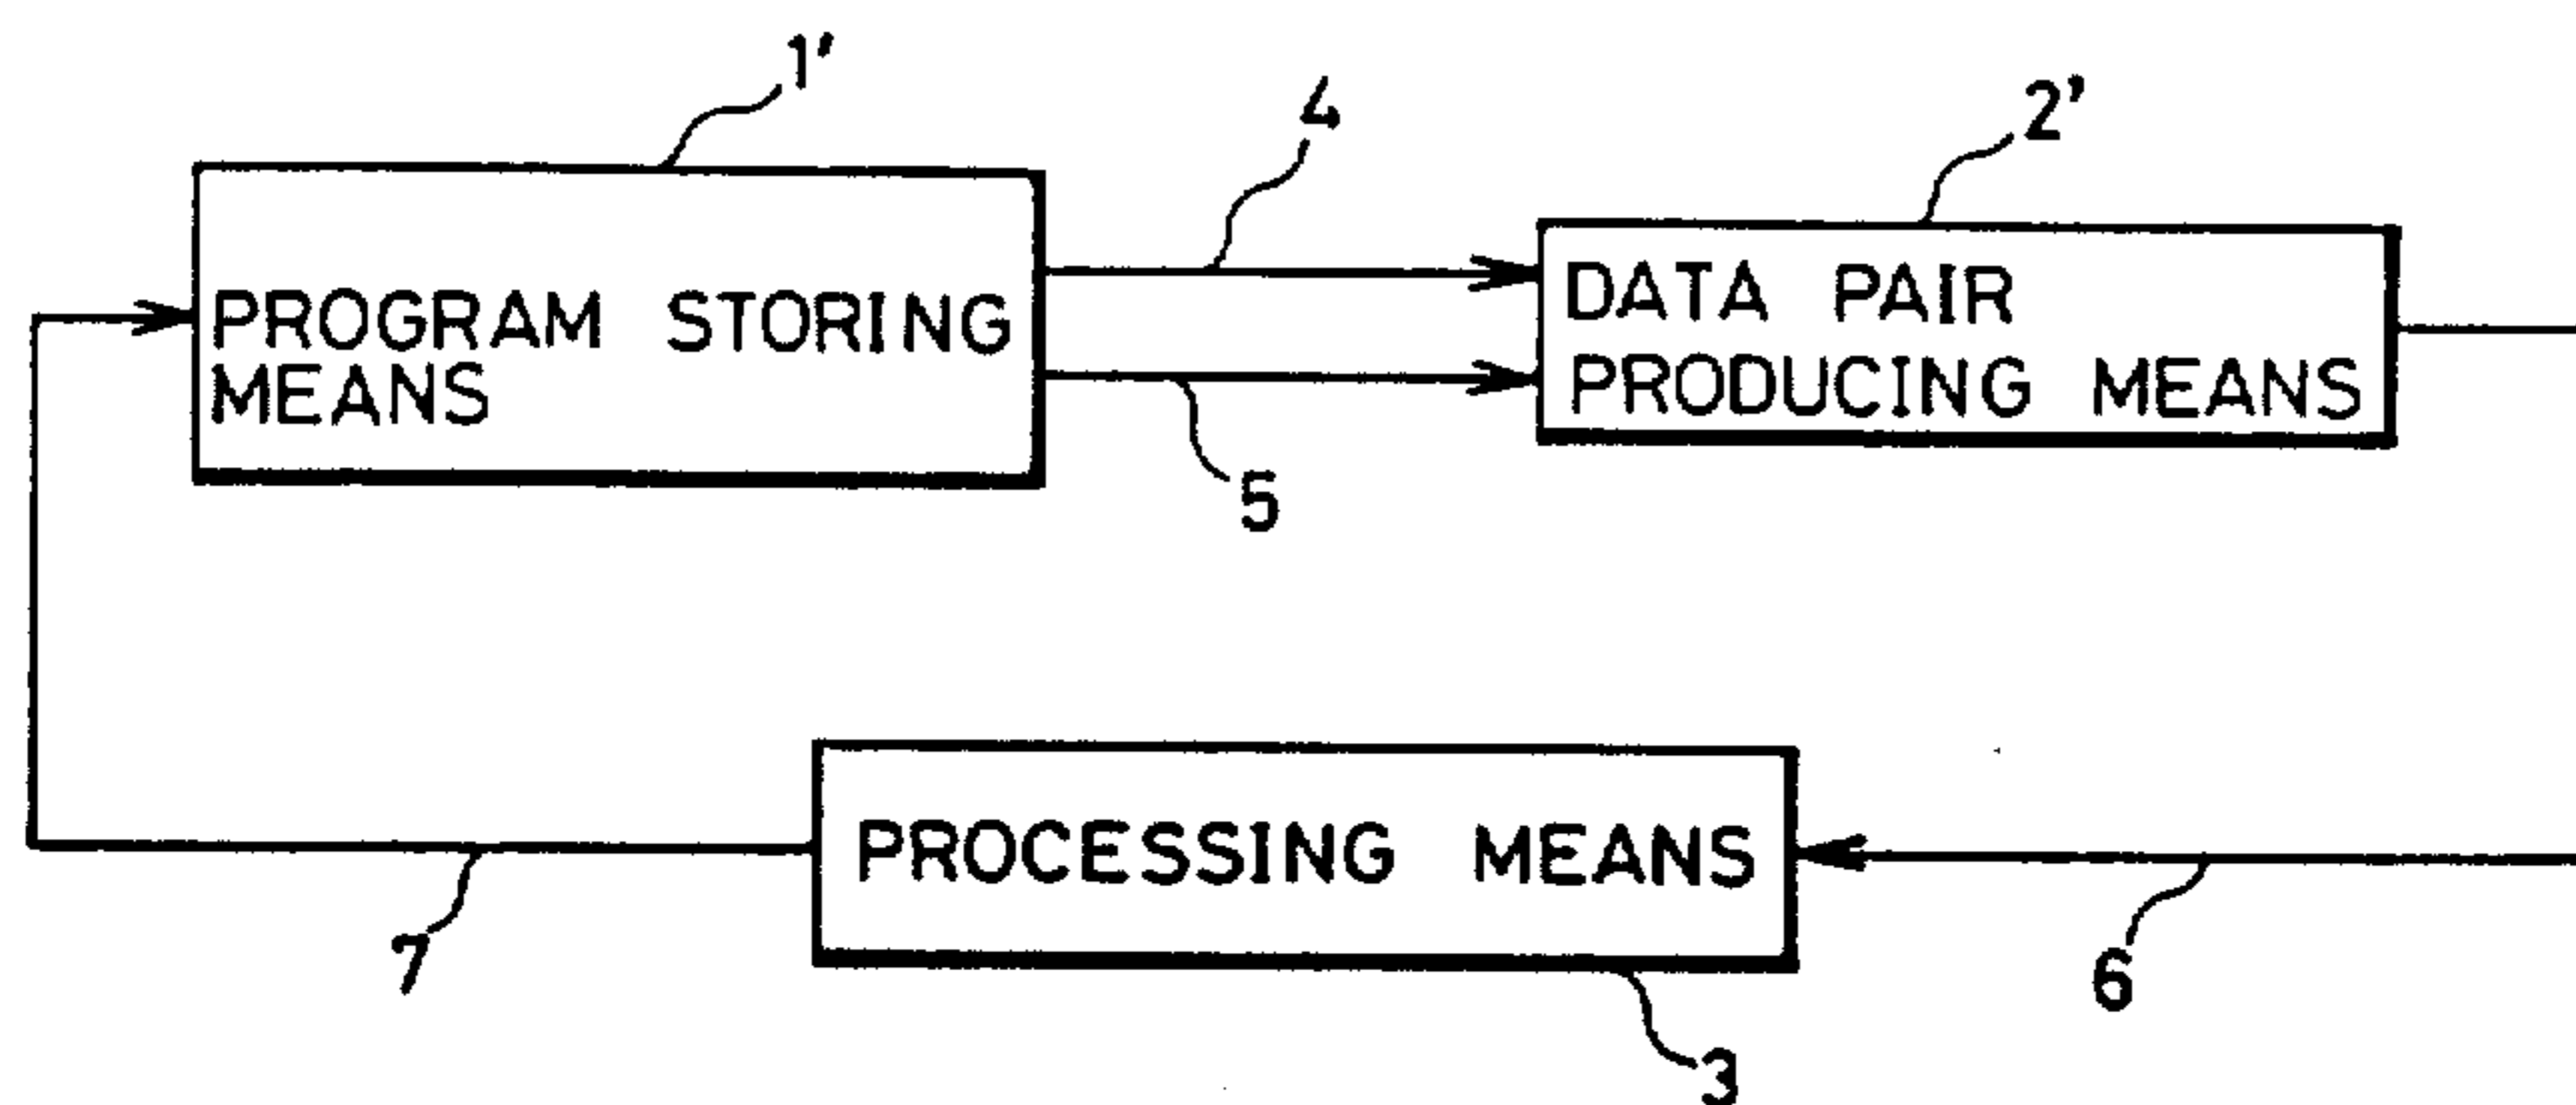 1'
4
2'
PROGRAM STORING
MEANS
DATA PAIR
PRODUCING MEANS
5
PROCESSING MEANS
7
6
3